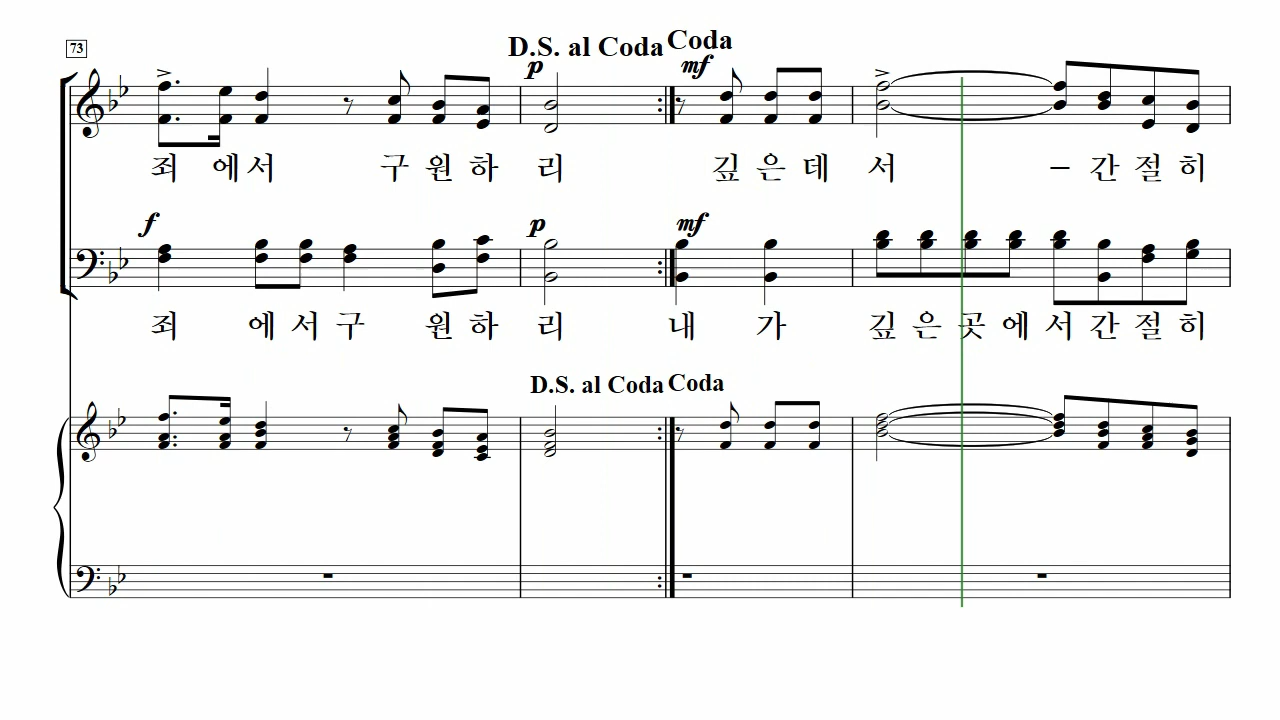 D.S. al Coda Coda
73
p mf
죄 에서 구 원 하 리 깊 은 데 서 – 간 절 히
f p mf
죄 에 서 구 원 하 리 내 가 깊 은 곳 에 서 간 절 히
D.S. al Coda Coda